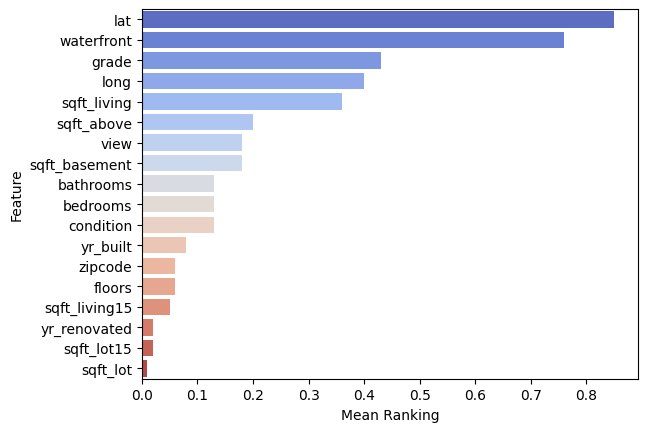 lat
waterfront
grade
long
sqft_living
sqft_above
view
sqft_basement
bathrooms
bedrooms
condition
yr_built
zipcode
floors
sqft_living15
yr_renovated
sqft_lot15
sqft_lot
Feature
0.0 0.1 0.2 0.3 0.4 0.5 0.6 0.7 0.8
Mean Ranking